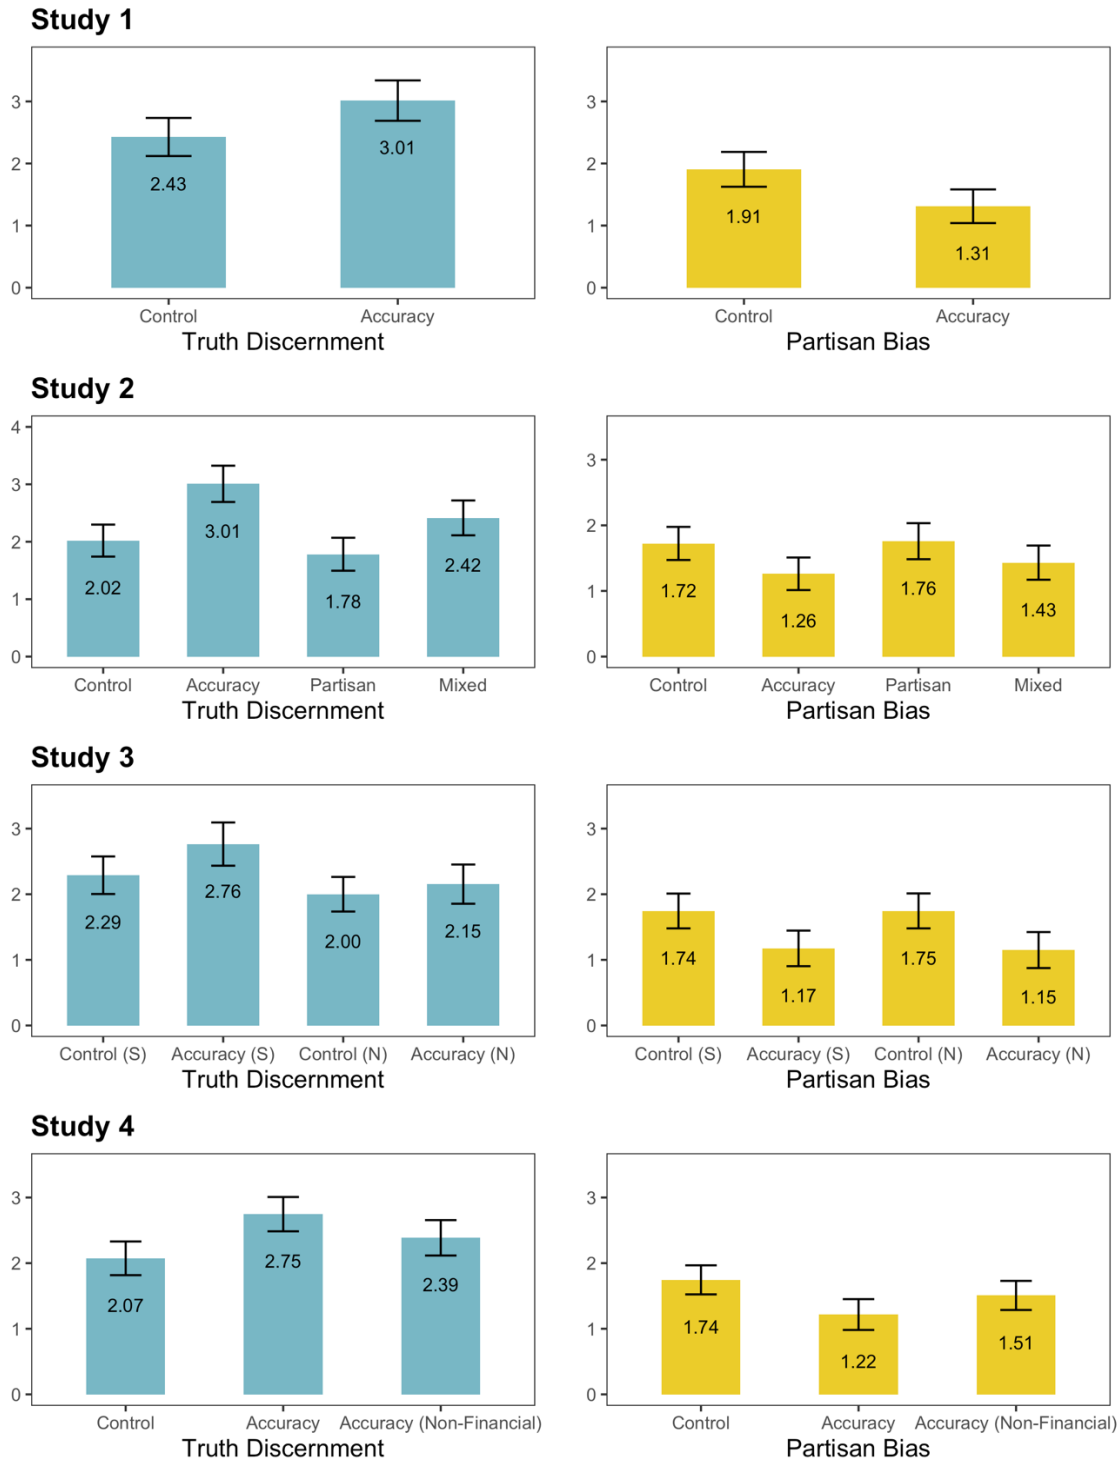 Study 1
3
2
1
0
2.43
3.01
Control Accuracy
Truth Discernment
3
2
1
0
1.91
1.31
Control Accuracy
Partisan Bias
Study 2
4
3
2
1
0
2.02
3.01
1.78
2.42
Control Accuracy Partisan Mixed
Truth Discernment
3
2
1
0
1.72
1.26
1.76
1.43
Control Accuracy Partisan Mixed
Partisan Bias
Study 3
3
2
1
0
2.29
2.76
2.00
2.15
Control (S) Accuracy (S) Control (N) Accuracy (N)
Truth Discernment
3
2
1
0
1.74
1.17
1.75
1.15
Control (S) Accuracy (S) Control (N) Accuracy (N)
Partisan Bias
Study 4
3
2
1
0
2.07
2.75
2.39
Control Accuracy Accuracy (Non-Financial)
Truth Discernment
3
2
1
0
1.74
1.22
1.51
Control Accuracy Accuracy (Non-Financial)
Partisan Bias